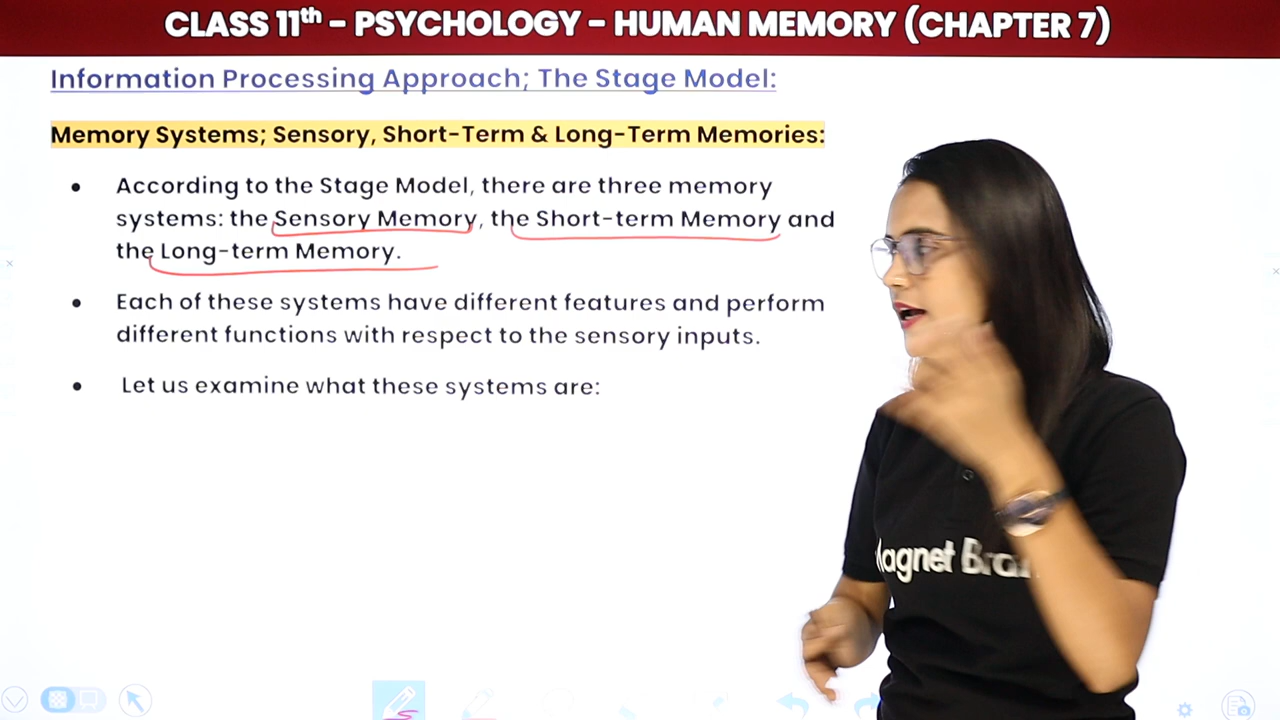 CLASS 11th - PSYCHOLOGY - HUMAN MEMORY (CHAPTER 7)
Information Processing Approach; The Stage Model:
Memory Systems; Sensory, Short-Term & Long-Term Memories:
• According to the Stage Model, there are three memory
systems: the Sensory Memory, the Short-term Memory and
the Long-term Memory.
• Each of these systems have different features and perform
different functions with respect to the sensory inputs.
• Let us examine what these systems are: